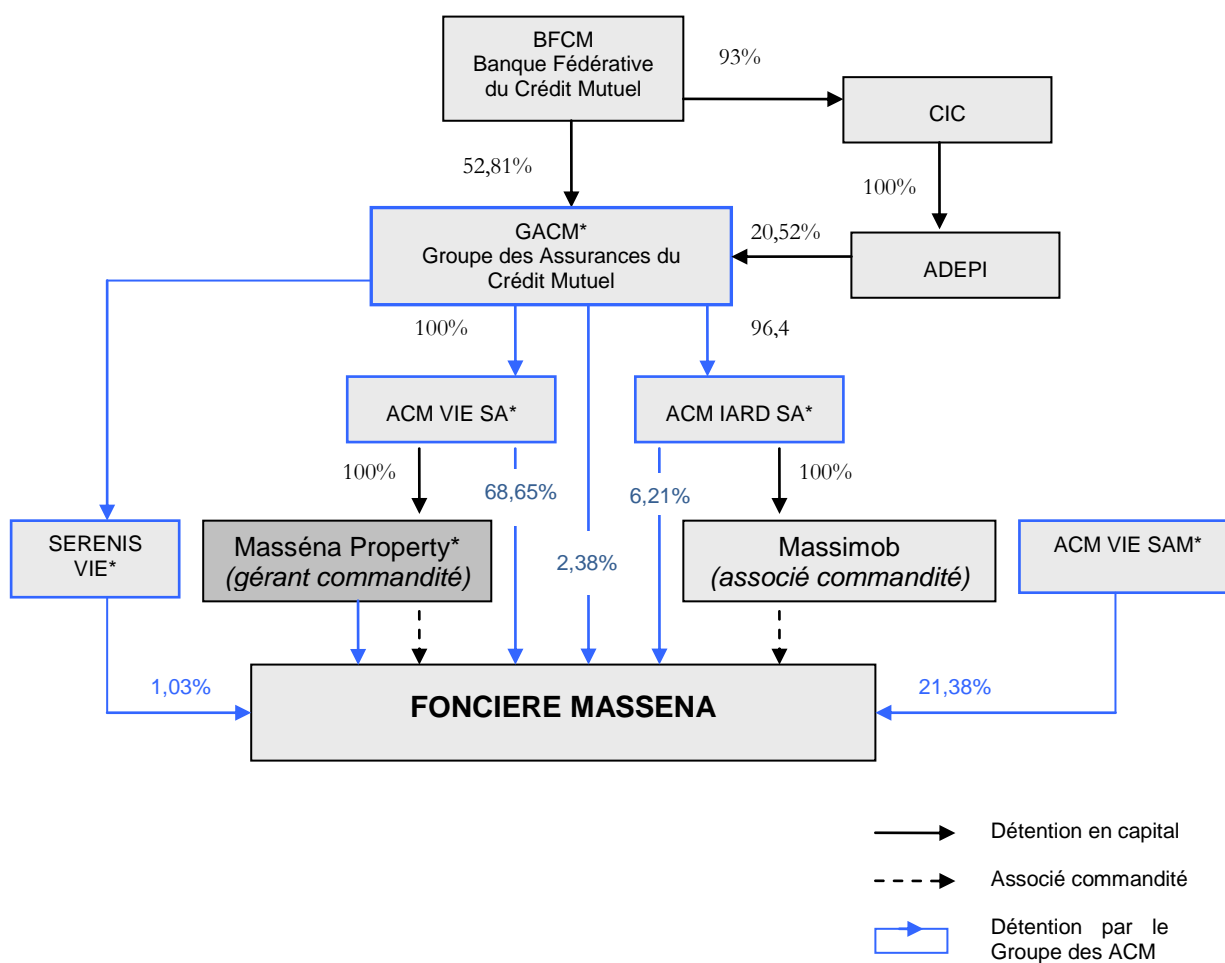 BFCM
Banque Fédérative
du Crédit Mutuel
93%
CIC
52,81%
100%
GACM*
Groupe des Assurances du
Crédit Mutuel
20,52%
ADEPI
100%
96,4
ACM VIE SA*
ACM IARD SA*
100%
68,65%
6,21%
100%
SERENIS
VIE*
Masséna Property*
(gérant commandité)
2,38%
Massimob
(associé commandité)
ACM VIE SAM*
1,03%
FONCIERE MASSENA
21,38%
Détention en capital
Associé commandité
Détention par le
Groupe des ACM